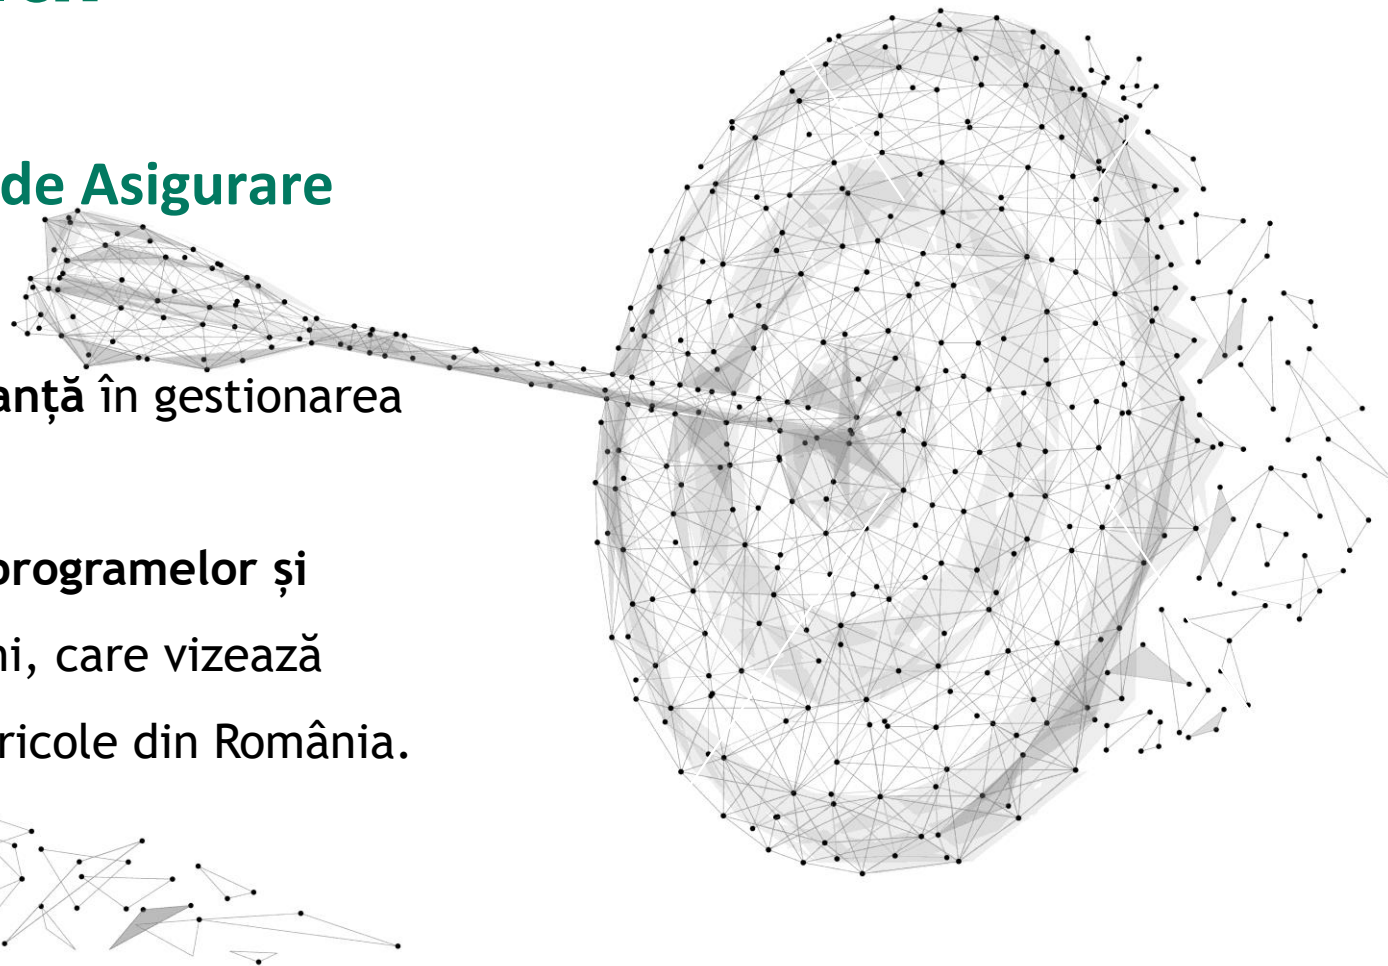 de Asigurare
anță în gestionarea
programelor și
ni, care vizează
ricole din România.